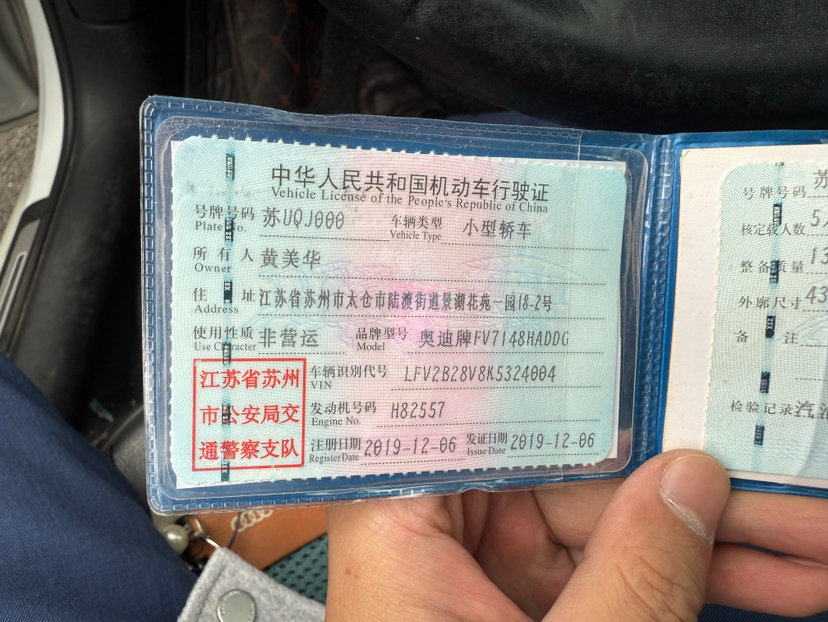 中华人民共和国机动车行驶证
Vehicle License of the People's Republic of China
号牌号码 苏UQJ000 车辆类型 小型轿车
Plate No. Vehicle Type
所有人 黄美华
Owner
住址 江苏省苏州市太仓市陆渡街道景湖花苑一园18-2号
Address
使用性质 非营运 品牌型号 奥迪牌FV7148HADDG
Use Character Model
江苏省苏州
市公安局交
通警察支队
车辆识别代号 LFV2B28V8K5324004
VIN
发动机号码 H82557
Engine No.
注册日期 2019-12-06 发证日期 2019-12-06
Register Date Issue Date
号牌号码 苏
核定载人数 5
整备质量 13
外廓尺寸 43
备注
检验记录 汽油